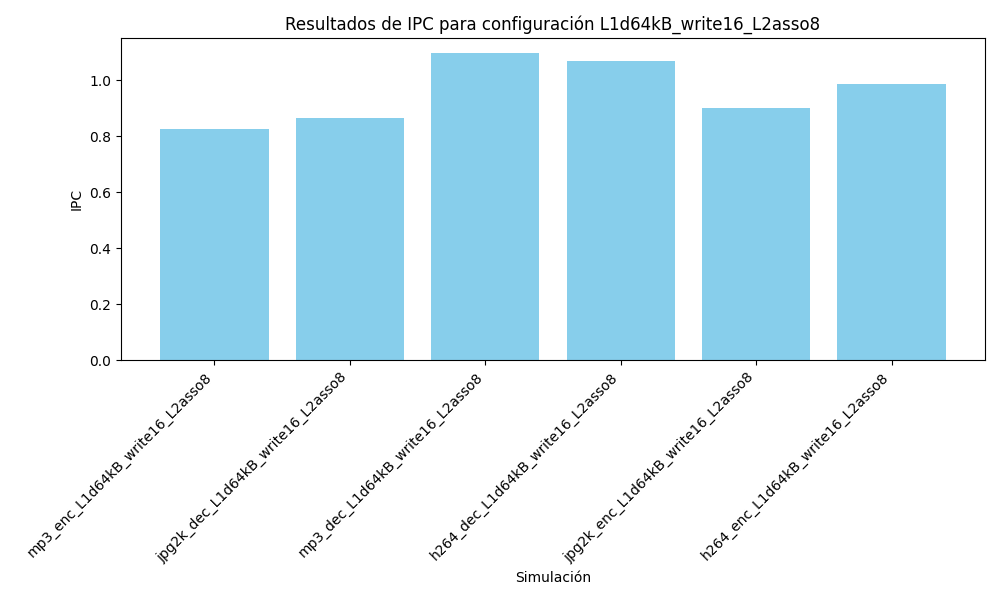 Resultados de IPC para configuración L1d64kB_write16_L2asso8
IPC
1.0
0.8
0.6
0.4
0.2
0.0
mp3_enc_L1d64kB_write16_L2asso8
jpg2k_dec_L1d64kB_write16_L2asso8
mp3_dec_L1d64kB_write16_L2asso8
h264_dec_L1d64kB_write16_L2asso8
jpg2k_enc_L1d64kB_write16_L2asso8
h264_enc_L1d64kB_write16_L2asso8
Simulación